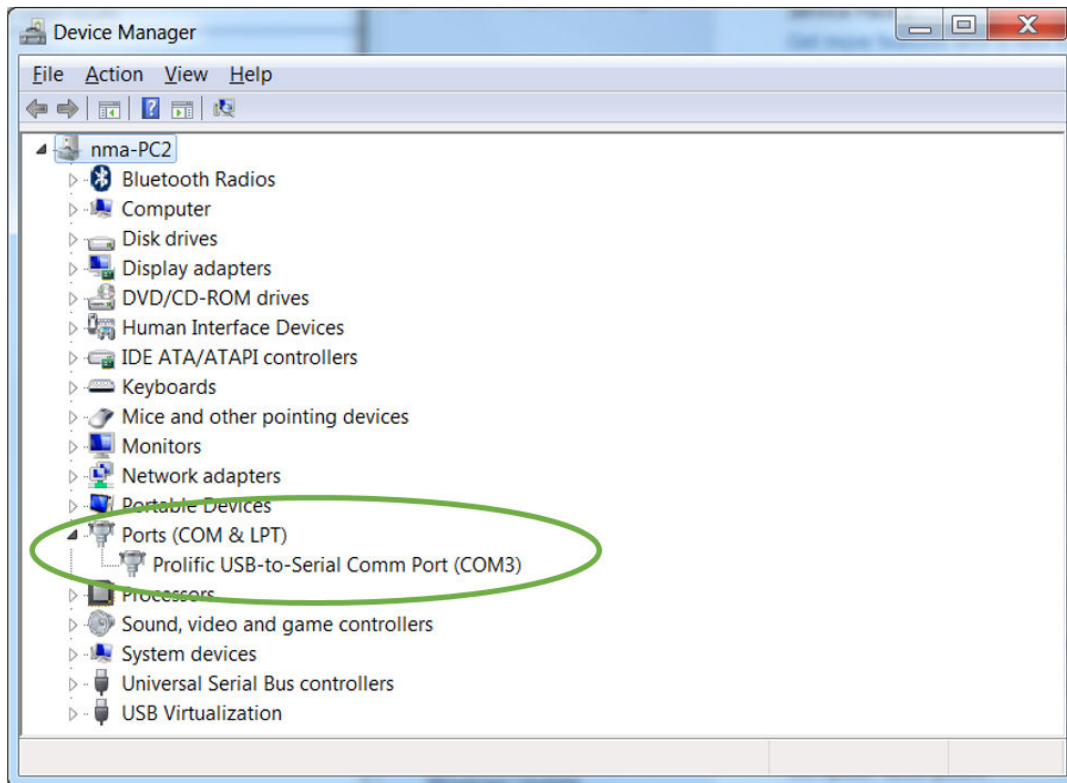 Device Manager
File Action View Help
nma-PC2
Bluetooth Radios
Computer
Disk drives
Display adapters
DVD/CD-ROM drives
Human Interface Devices
IDE ATA/ATAPI controllers
Keyboards
Mice and other pointing devices
Monitors
Network adapters
Portable Devices
Ports (COM & LPT)
Prolific USB-to-Serial Comm Port (COM3)
Processors
Sound, video and game controllers
System devices
Universal Serial Bus controllers
USB Virtualization